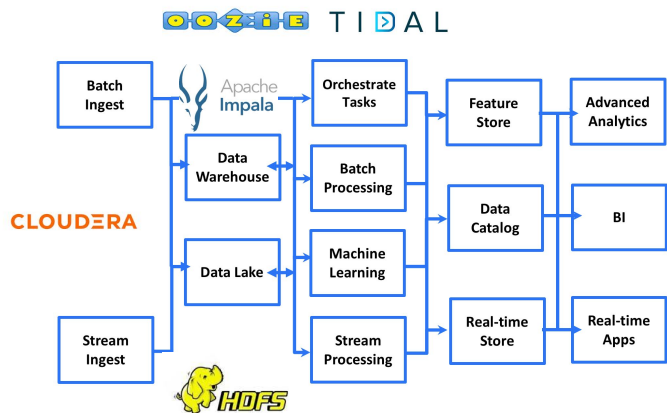 OOZiE TIDAL
Batch
Ingest
Apache
Impala
Orchestrate
Tasks
Feature
Store
Advanced
Analytics
Data
Warehouse
Batch
Processing
CLOUDERA
Data
Catalog
BI
Data Lake
Machine
Learning
Stream
Ingest
Stream
Processing
Real-time
Store
Real-time
Apps
HDFS